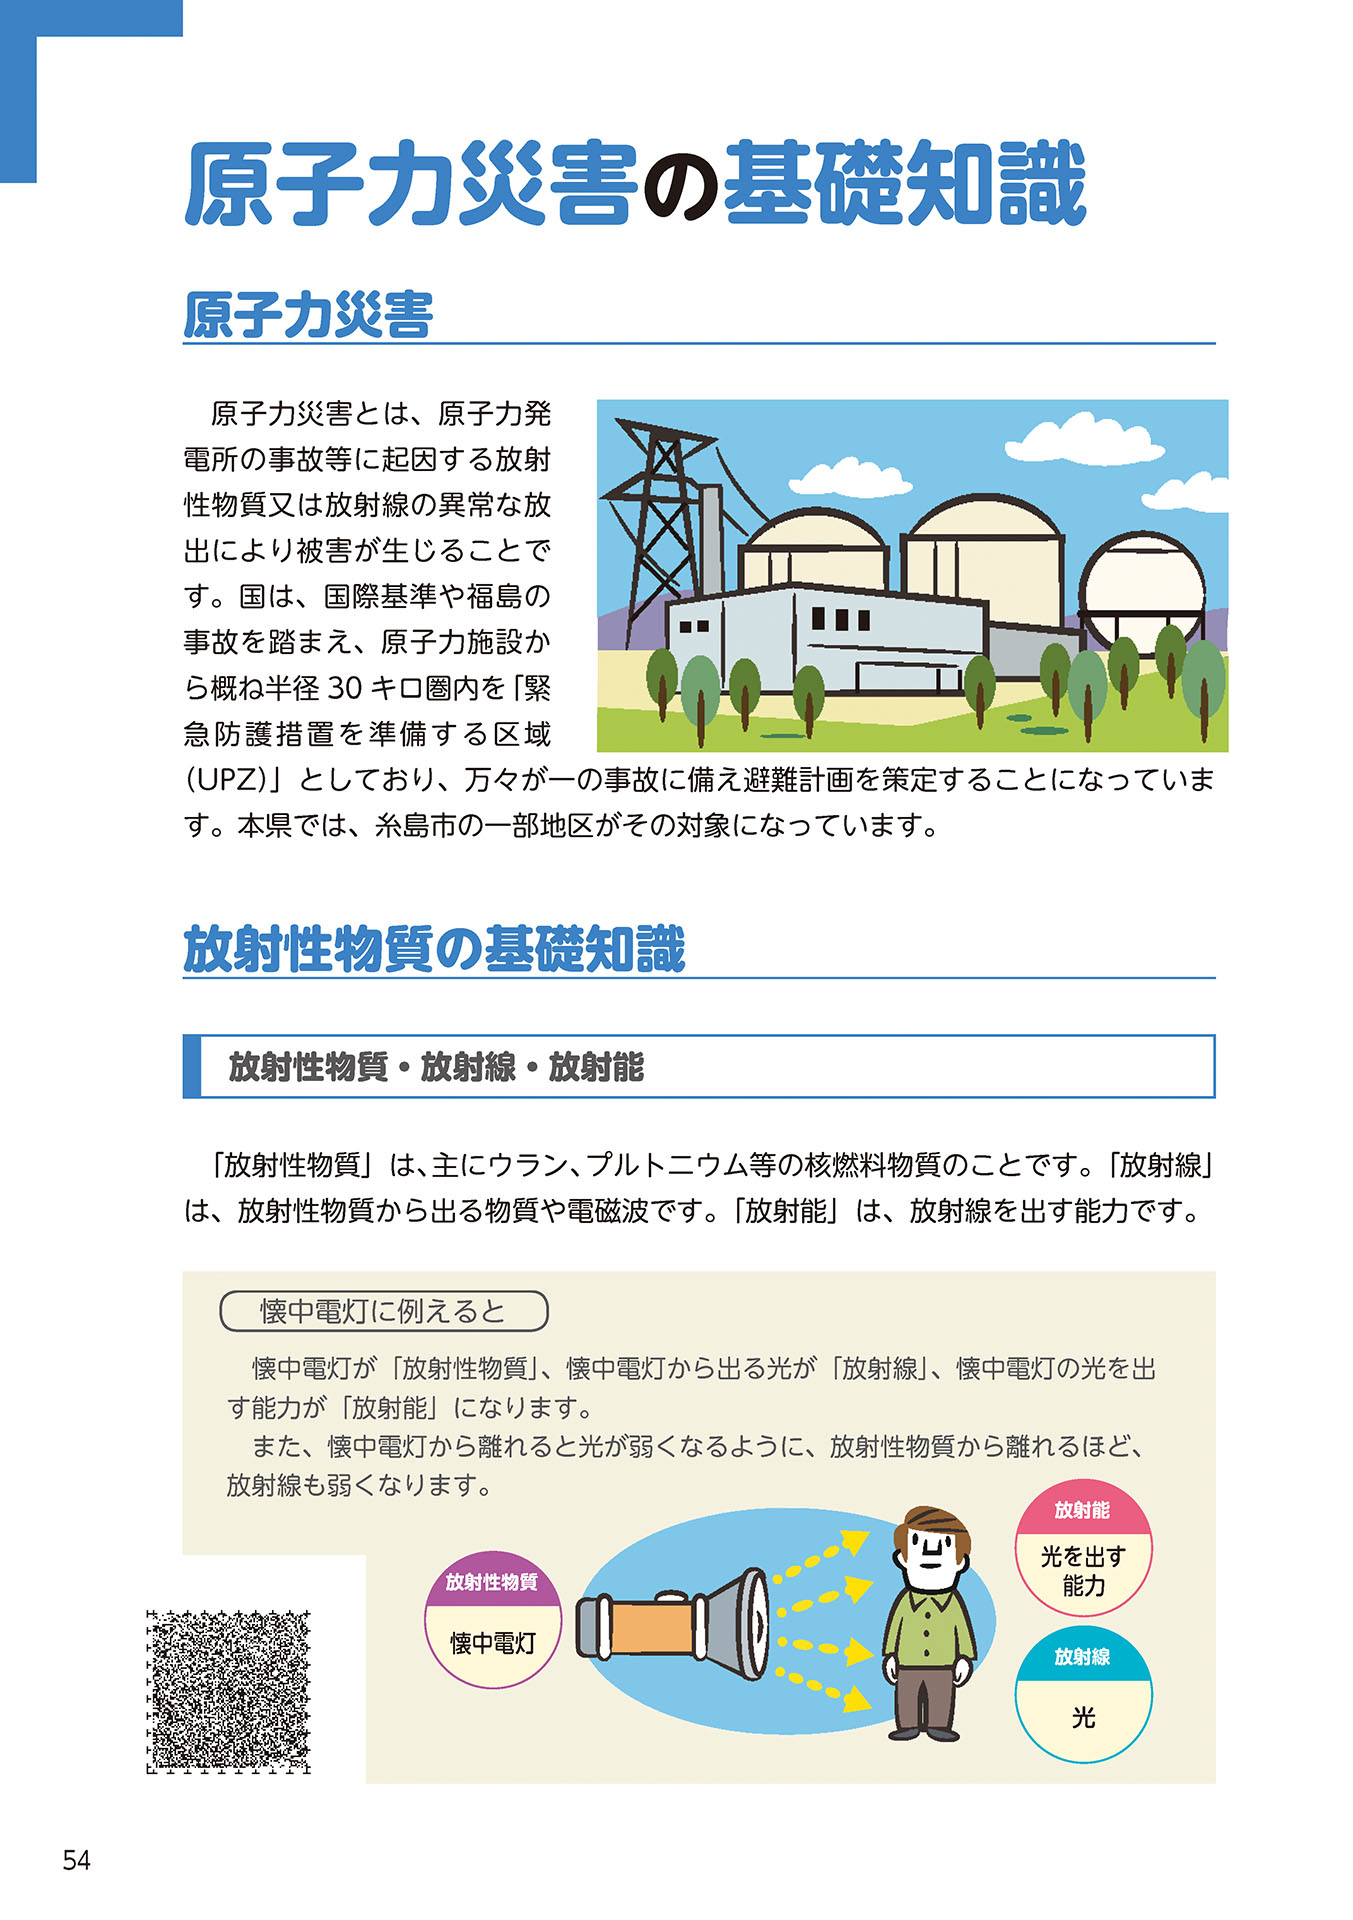 原子力災害の基礎知識
原子力災害
原子力災害とは、原子力発
電所の事故等に起因する放射
性物質又は放射線の異常な放
出により被害が生じることで
す。国は、国際基準や福島の
事故を踏まえ、原子力施設か
ら概ね半径 30 キロ圏内を「緊
急防護措置を準備する区域
（UPZ）」としており、万々が一の事故に備え避難計画を策定することになっていま
す。本県では、糸島市の一部地区がその対象になっています。
放射性物質の基礎知識
放射性物質・放射線・放射能
「放射性物質」は、主にウラン、プルトニウム等の核燃料物質のことです。「放射線」
は、放射性物質から出る物質や電磁波です。「放射能」は、放射線を出す能力です。
懐中電灯に例えると
懐中電灯が「放射性物質」、懐中電灯から出る光が「放射線」、懐中電灯の光を出
す能力が「放射能」になります。
また、懐中電灯から離れると光が弱くなるように、放射性物質から離れるほど、
放射線も弱くなります。
放射性物質
懐中電灯
放射能
光を出す
能力
放射線
光
54